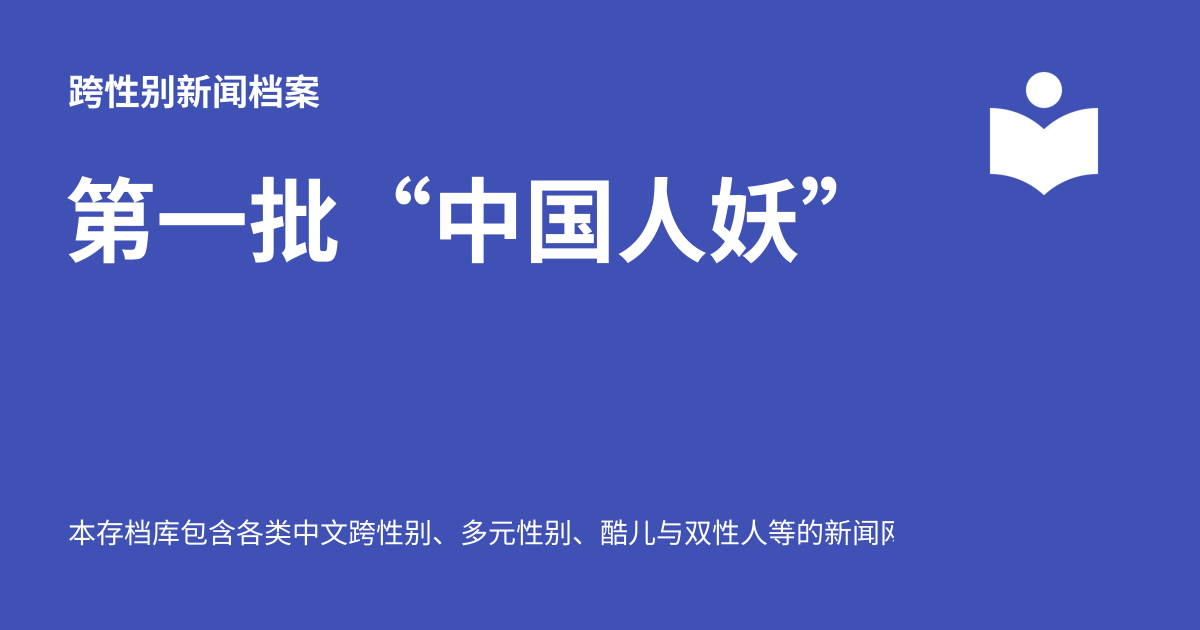 跨性别新闻档案
第一批“中国人妖”
本存档库包含各类中文跨性别、多元性别、酷儿与双性人等的新闻